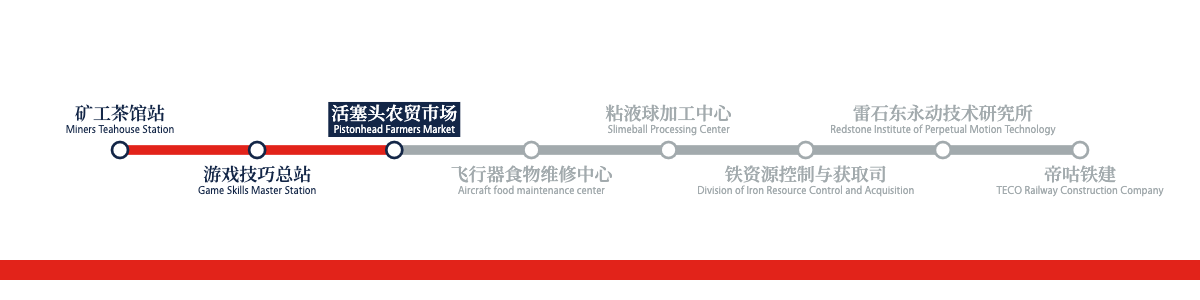 矿工茶馆站
Miners Teahouse Station
游戏技巧总站
Game Skills Master Station
活塞头农贸市场
Pistonhead Farmers Market
飞行器食物维修中心
Aircraft food maintenance center
粘液球加工中心
Slimeball Processing Center
铁资源控制与获取司
Division of Iron Resource Control and Acquisition
雷石东永动技术研究所
Redstone Institute of Perpetual Motion Technology
帝咕铁建
TECO Railway Construction Company